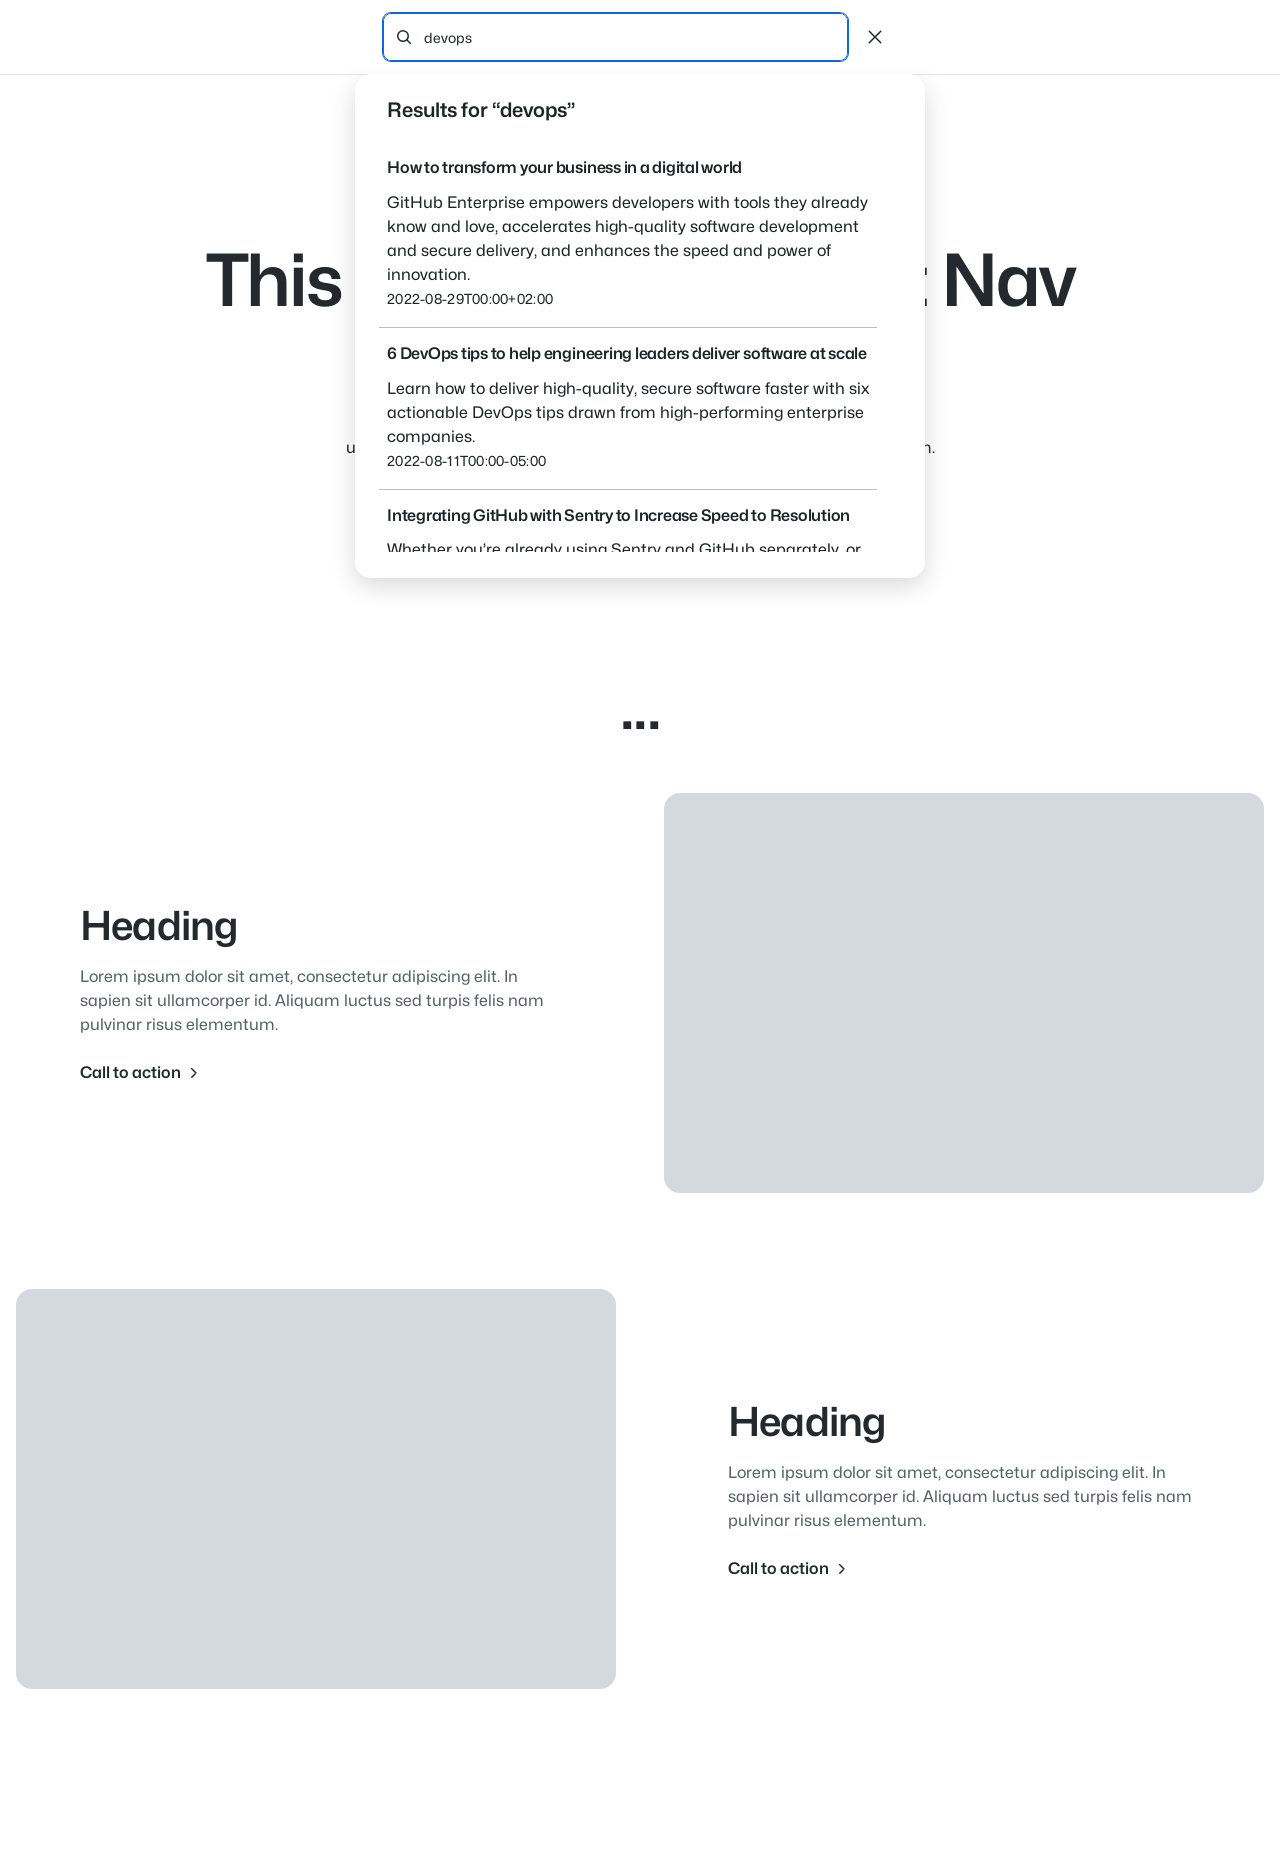 devops
Results for “devops”
How to transform your business in a digital world
GitHub Enterprise empowers developers with tools they already
know and love, accelerates high-quality software development
and secure delivery, and enhances the speed and power of
innovation.
2022-08-29T00:00+02:00
This
Nav
6 DevOps tips to help engineering leaders deliver software at scale
Learn how to deliver high-quality, secure software faster with six
actionable DevOps tips drawn from high-performing enterprise
companies.
2022-08-11T00:00-05:00
Integrating GitHub with Sentry to Increase Speed to Resolution
Whether you’re already using Sentry and GitHub separately, or
...
Heading
Lorem ipsum dolor sit amet, consectetur adipiscing elit. In
sapien sit ullamcorper id. Aliquam luctus sed turpis felis nam
pulvinar risus elementum.
Call to action
Heading
Lorem ipsum dolor sit amet, consectetur adipiscing elit. In
sapien sit ullamcorper id. Aliquam luctus sed turpis felis nam
pulvinar risus elementum.
Call to action